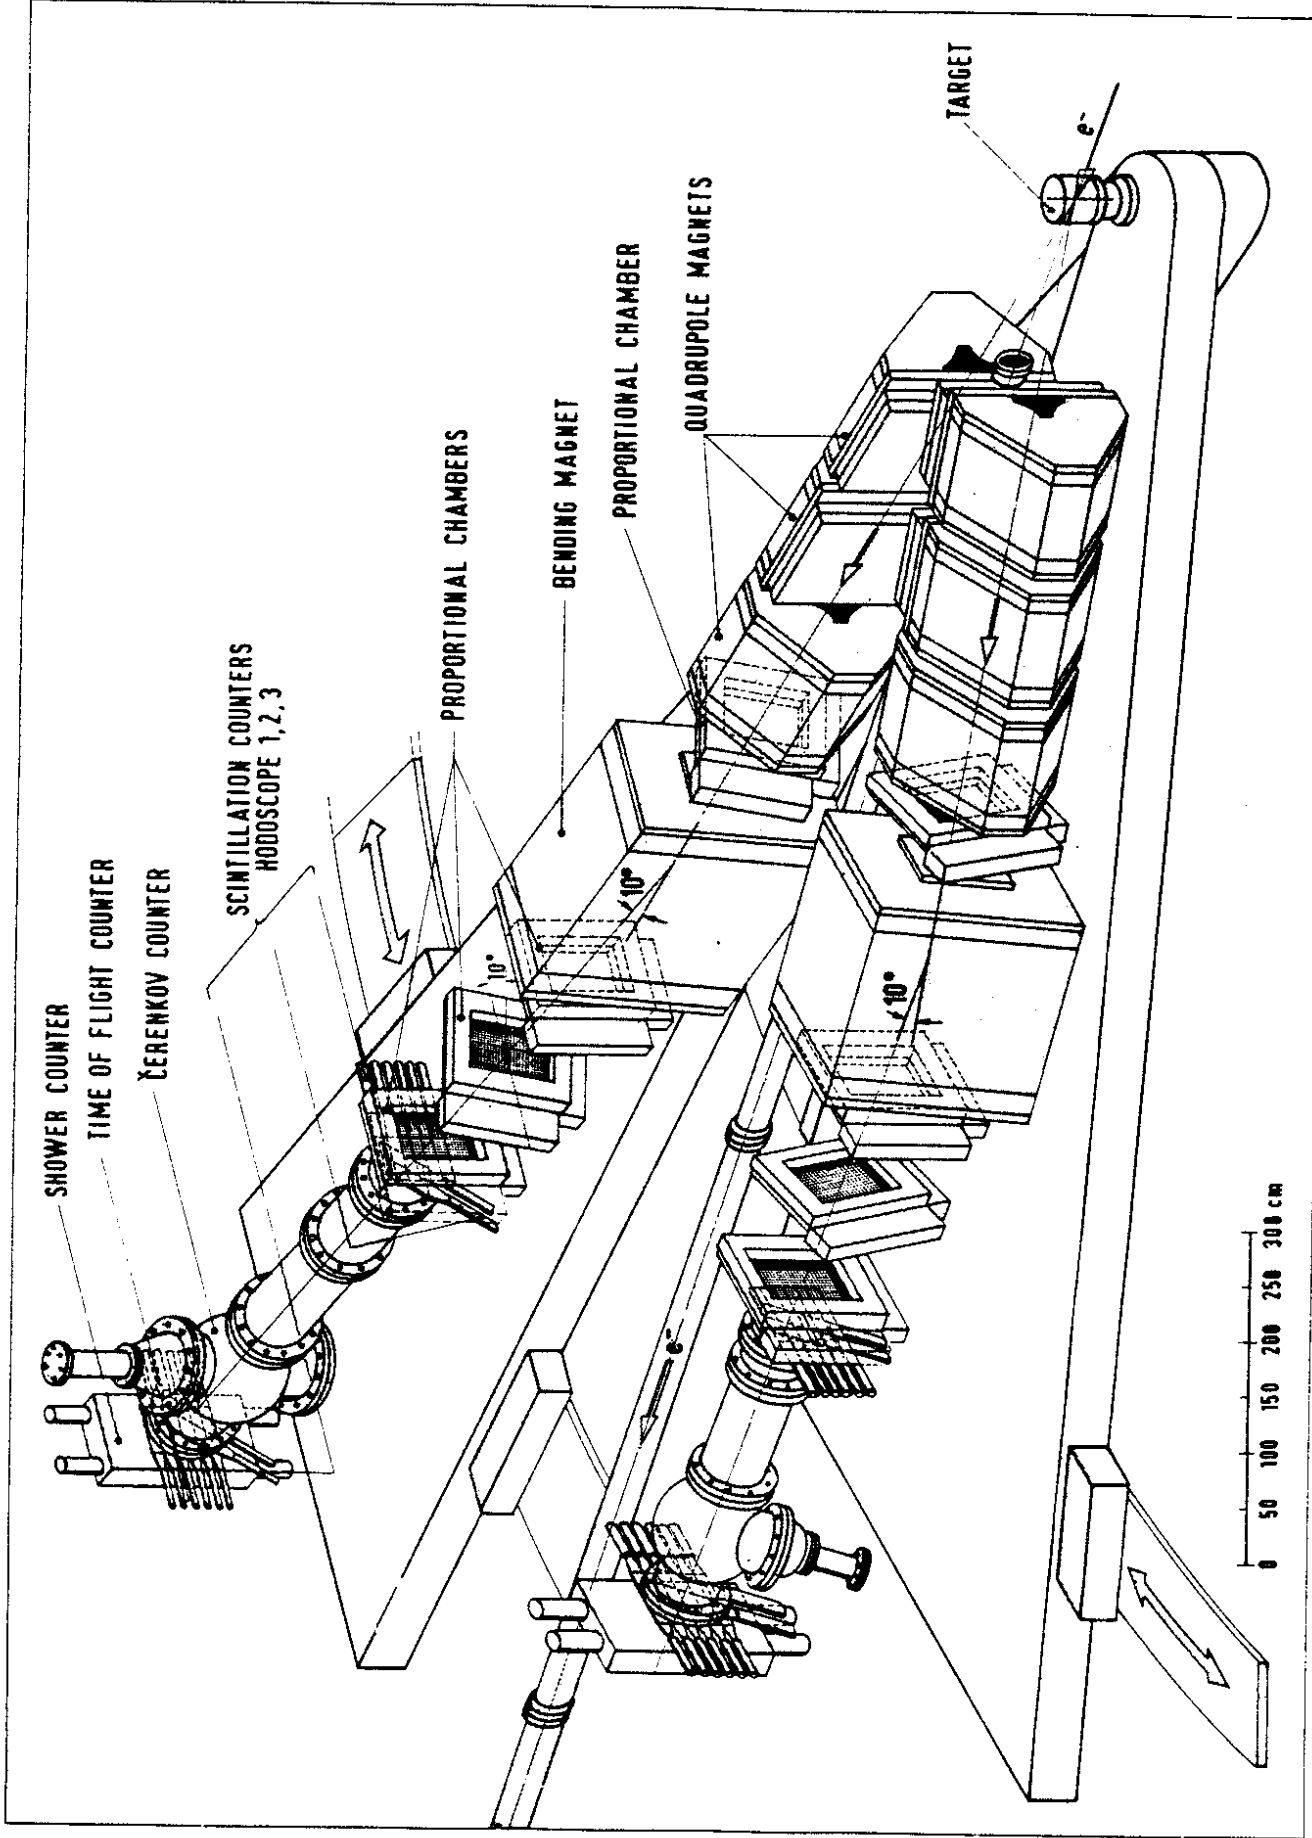 SHOWER COUNTER
TIME OF FLIGHT COUNTER
ČERENKOV COUNTER
SCINTILLATION COUNTERS
HODOSCOPE 1,2,3
PROPORTIONAL CHAMBERS
BENDING MAGNET
PROPORTIONAL CHAMBER
QUADRUPOLE MAGNETS
TARGET
e⁻
10°
10°
10°
e⁻
0 50 100 150 200 250 300 cm